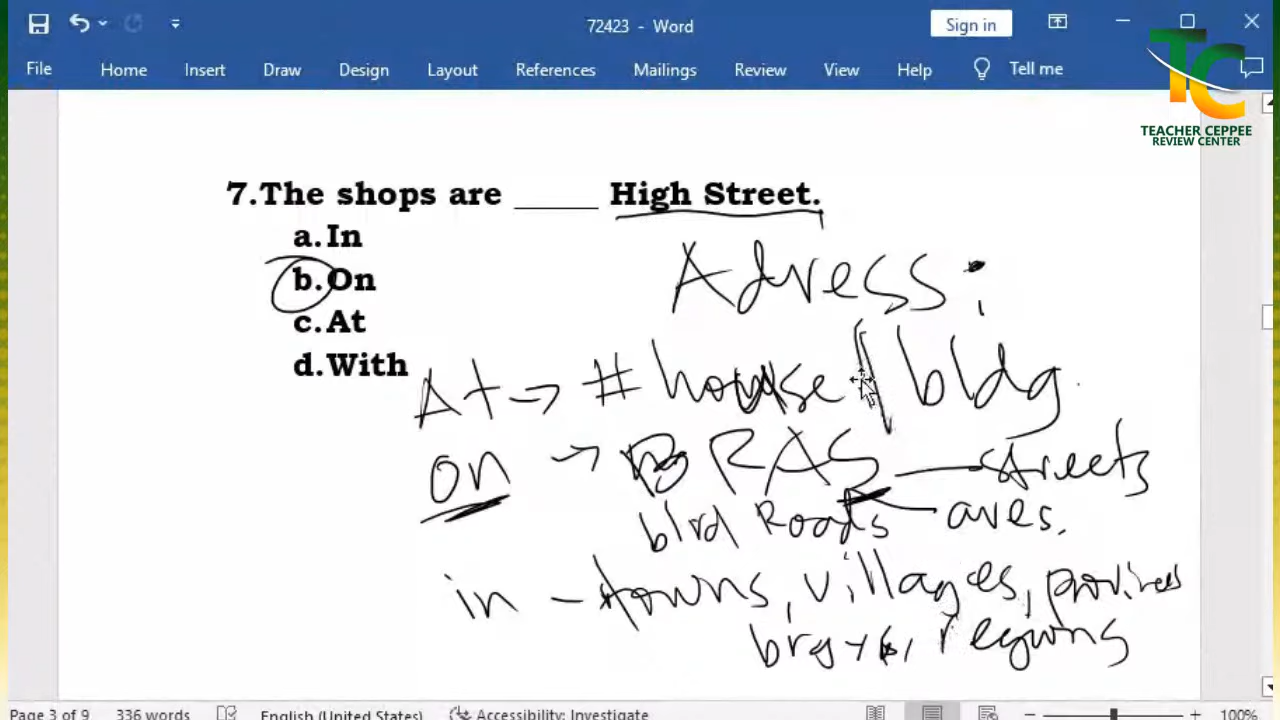 72423 - Word
Sign in
File Home Insert Draw Design Layout References Mailings Review View Help Tell me
TC
TEACHER CEPPEE
REVIEW CENTER
7.The shops are _____ High Street.
a.In
b.On
c.At
d.With
Adress:
At → # house / bldg
on → BRAS — streets
blvd Roads aves.
in - towns, villages, provinces
brgys, regions
Page 3 of 9 336 words English (United States) Accessibility: Investigate 100%